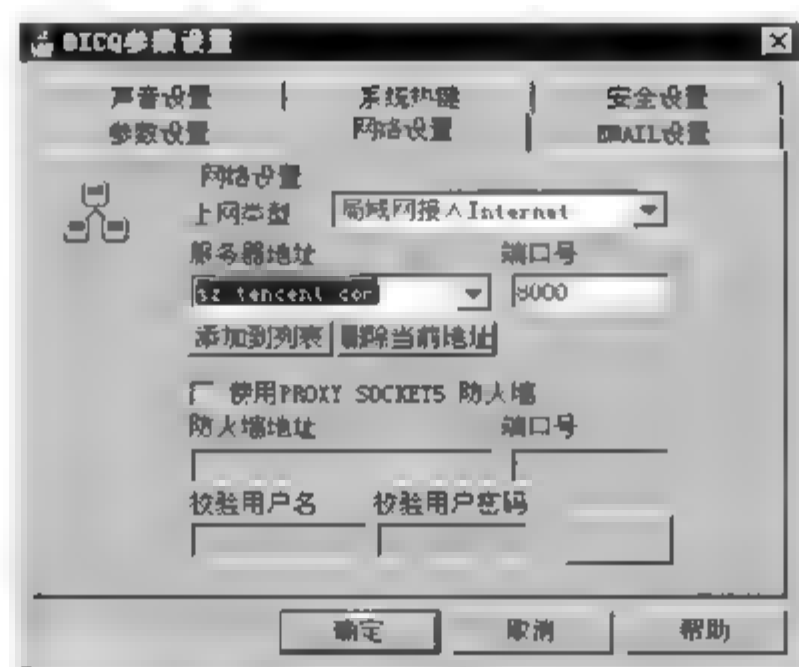 OICQ参数设置
声音设置 系统热键 安全设置
参数设置 网络设置 EMAIL设置
网络设置
上网类型 局域网接入Internet
服务器地址 端口号
sz tencent com 8000
添加到列表 删除当前地址
使用PROXY SOCKET5 防火墙
防火墙地址 端口号
校验用户名 校验用户密码
确定 取消 帮助